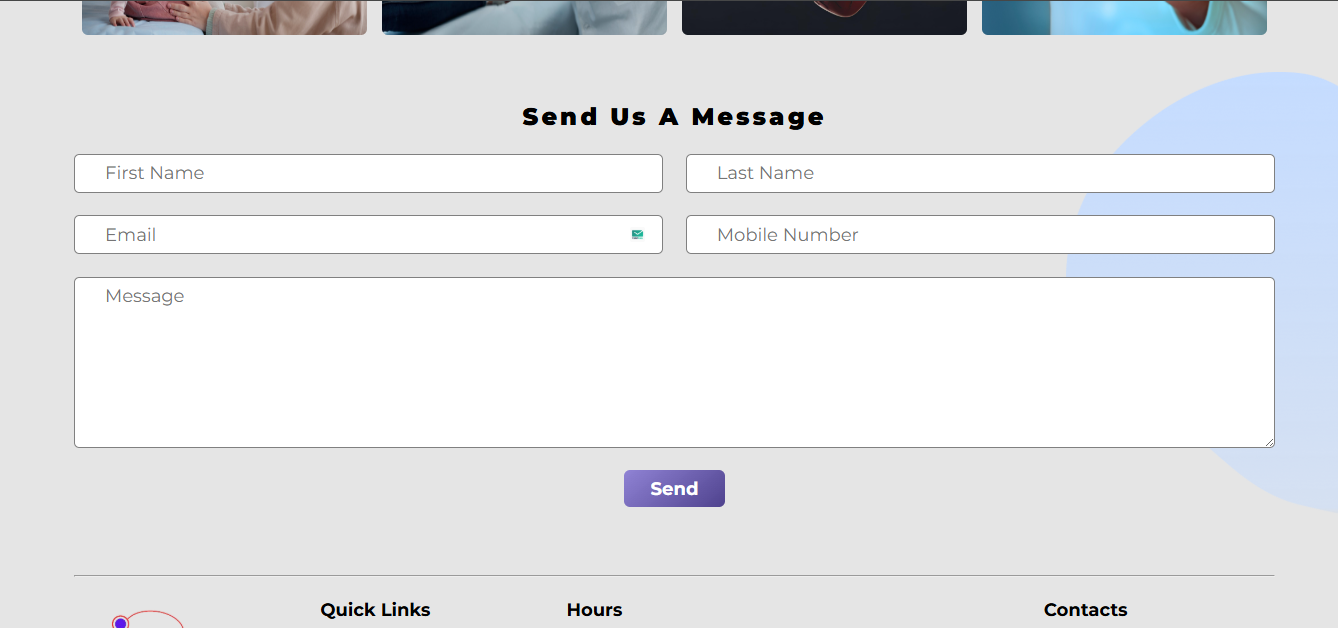 Send Us A Message
First Name
Last Name
Email
Mobile Number
Message
Send
Quick Links
Hours
Contacts